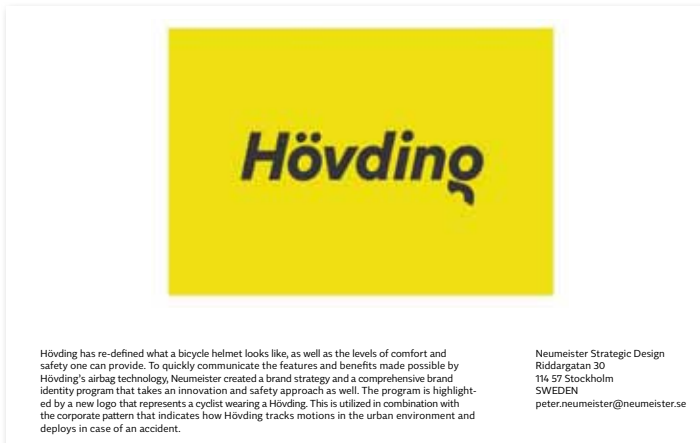 Hövding
Hövding has re-defined what a bicycle helmet looks like, as well as the levels of comfort and
safety one can provide. To quickly communicate the features and benefits made possible by
Hövding's airbag technology, Neumeister created a brand strategy and a comprehensive brand
identity program that takes an innovation and safety approach as well. The program is highlight-
ed by a new logo that represents a cyclist wearing a Hövding. This is utilized in combination with
the corporate pattern that indicates how Hövding tracks motions in the urban environment and
deploys in case of an accident.
Neumeister Strategic Design
Riddargatan 30
114 57 Stockholm
SWEDEN
peter.neumeister@neumeister.se